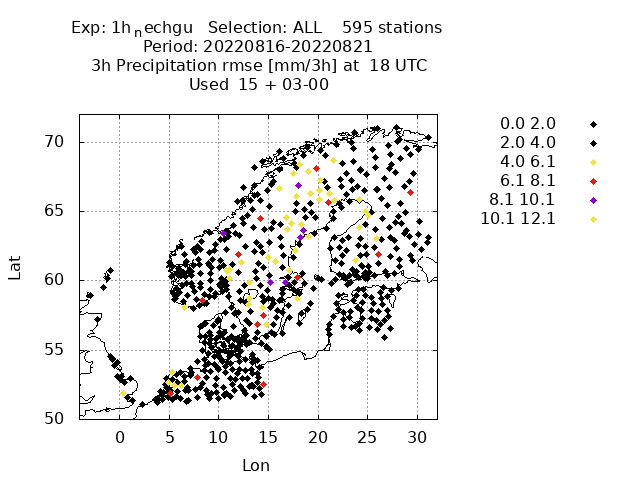 Exp: 1h_nechgu   Selection: ALL    595 stations
Period: 20220816-20220821
3h Precipitation rmse [mm/3h] at  18 UTC
Used  15 + 03-00
0.0 2.0
2.0 4.0
4.0 6.1
6.1 8.1
8.1 10.1
10.1 12.1
70
65
60
55
50
Lat
0 5 10 15 20 25 30
Lon